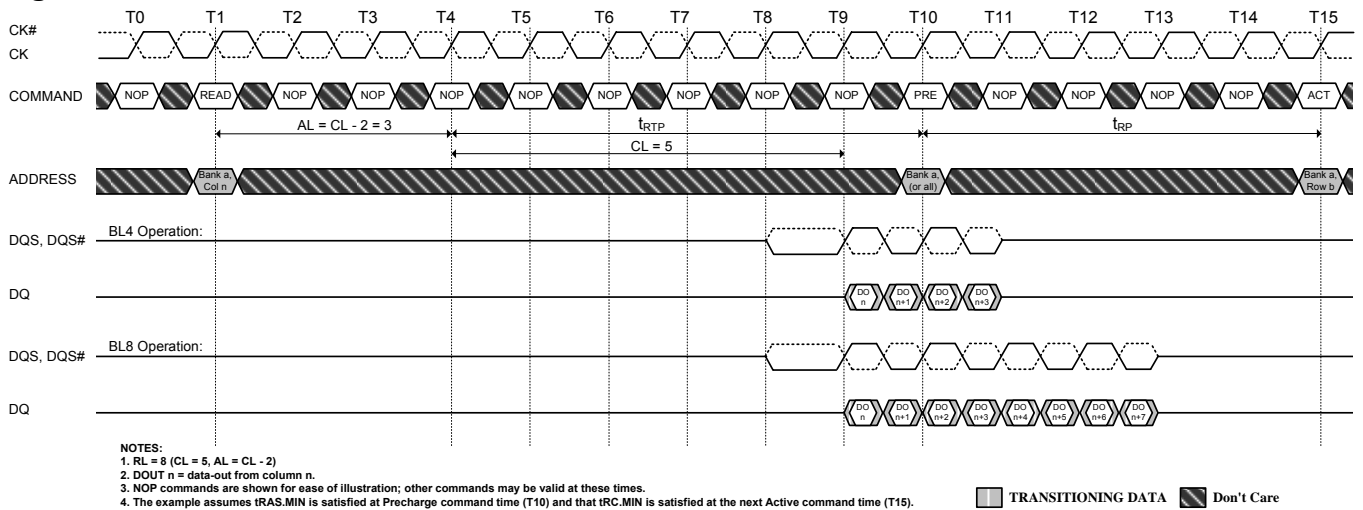 T0 T1 T2 T3 T4 T5 T6 T7 T8 T9 T10 T11 T12 T13 T14 T15
CK#
CK
COMMAND NOP READ NOP NOP NOP NOP NOP NOP NOP NOP PRE NOP NOP NOP NOP ACT
AL = CL - 2 = 3 tRTP tRP
CL = 5
ADDRESS Bank a, Col n Bank a, (or all) Bank a, Row b
BL4 Operation:
DQS, DQS#
DQ DO n DO n+1 DO n+2 DO n+3
BL8 Operation:
DQS, DQS#
DQ DO n DO n+1 DO n+2 DO n+3 DO n+4 DO n+5 DO n+6 DO n+7
NOTES:
1. RL = 8 (CL = 5, AL = CL - 2)
2. DOUT n = data-out from column n.
3. NOP commands are shown for ease of illustration; other commands may be valid at these times.
4. The example assumes tRAS.MIN is satisfied at Precharge command time (T10) and that tRC.MIN is satisfied at the next Active command time (T15).
TRANSITIONING DATA Don't Care